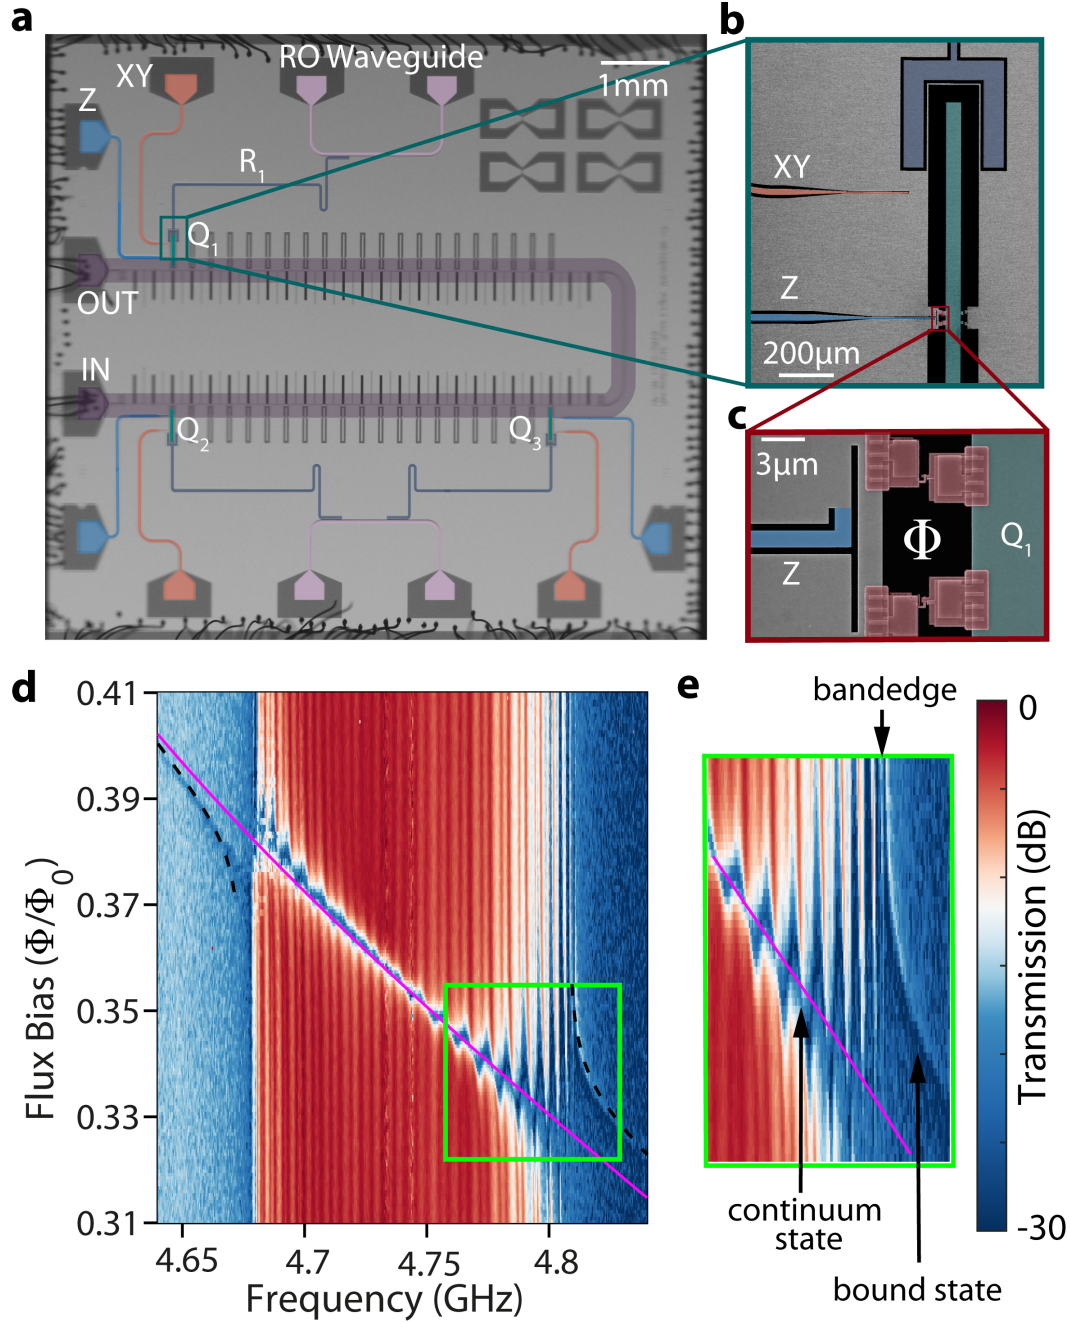 a
XY
RO Waveguide
1mm
Z
R1
Q1
OUT
IN
Q2
Q3
b
XY
Z
200μm
c
3μm
Φ
Q1
Z
d
0.41
0.39
0.37
0.35
0.33
0.31
Flux Bias (Φ/Φ0)
4.65
4.7
4.75
4.8
Frequency (GHz)
e
bandedge
0
Transmission (dB)
-30
continuum
state
bound state